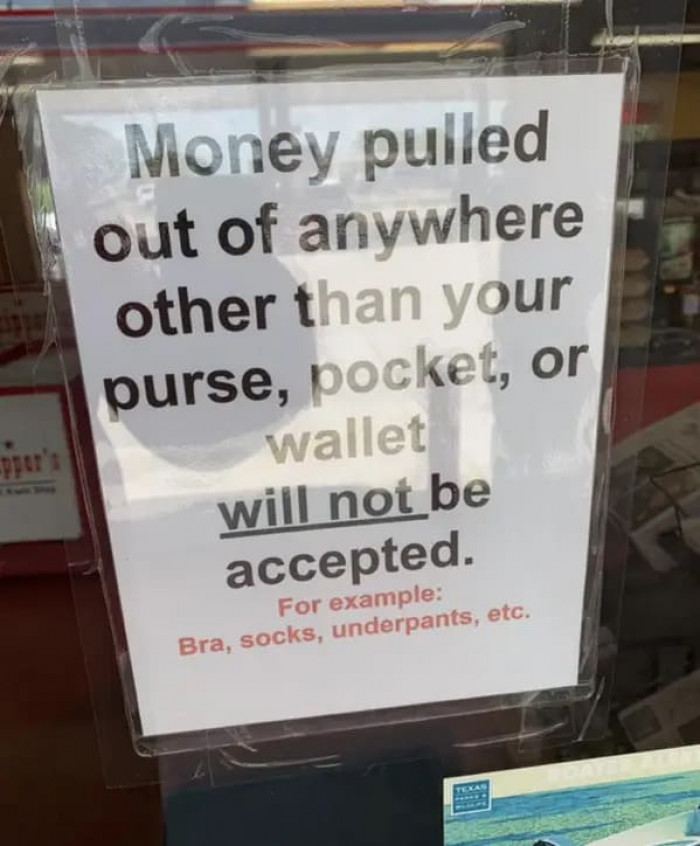 Money pulled
out of anywhere
other than your
purse, pocket, or
wallet
will not be
accepted.
For example:
Bra, socks, underpants, etc.
TEXAS